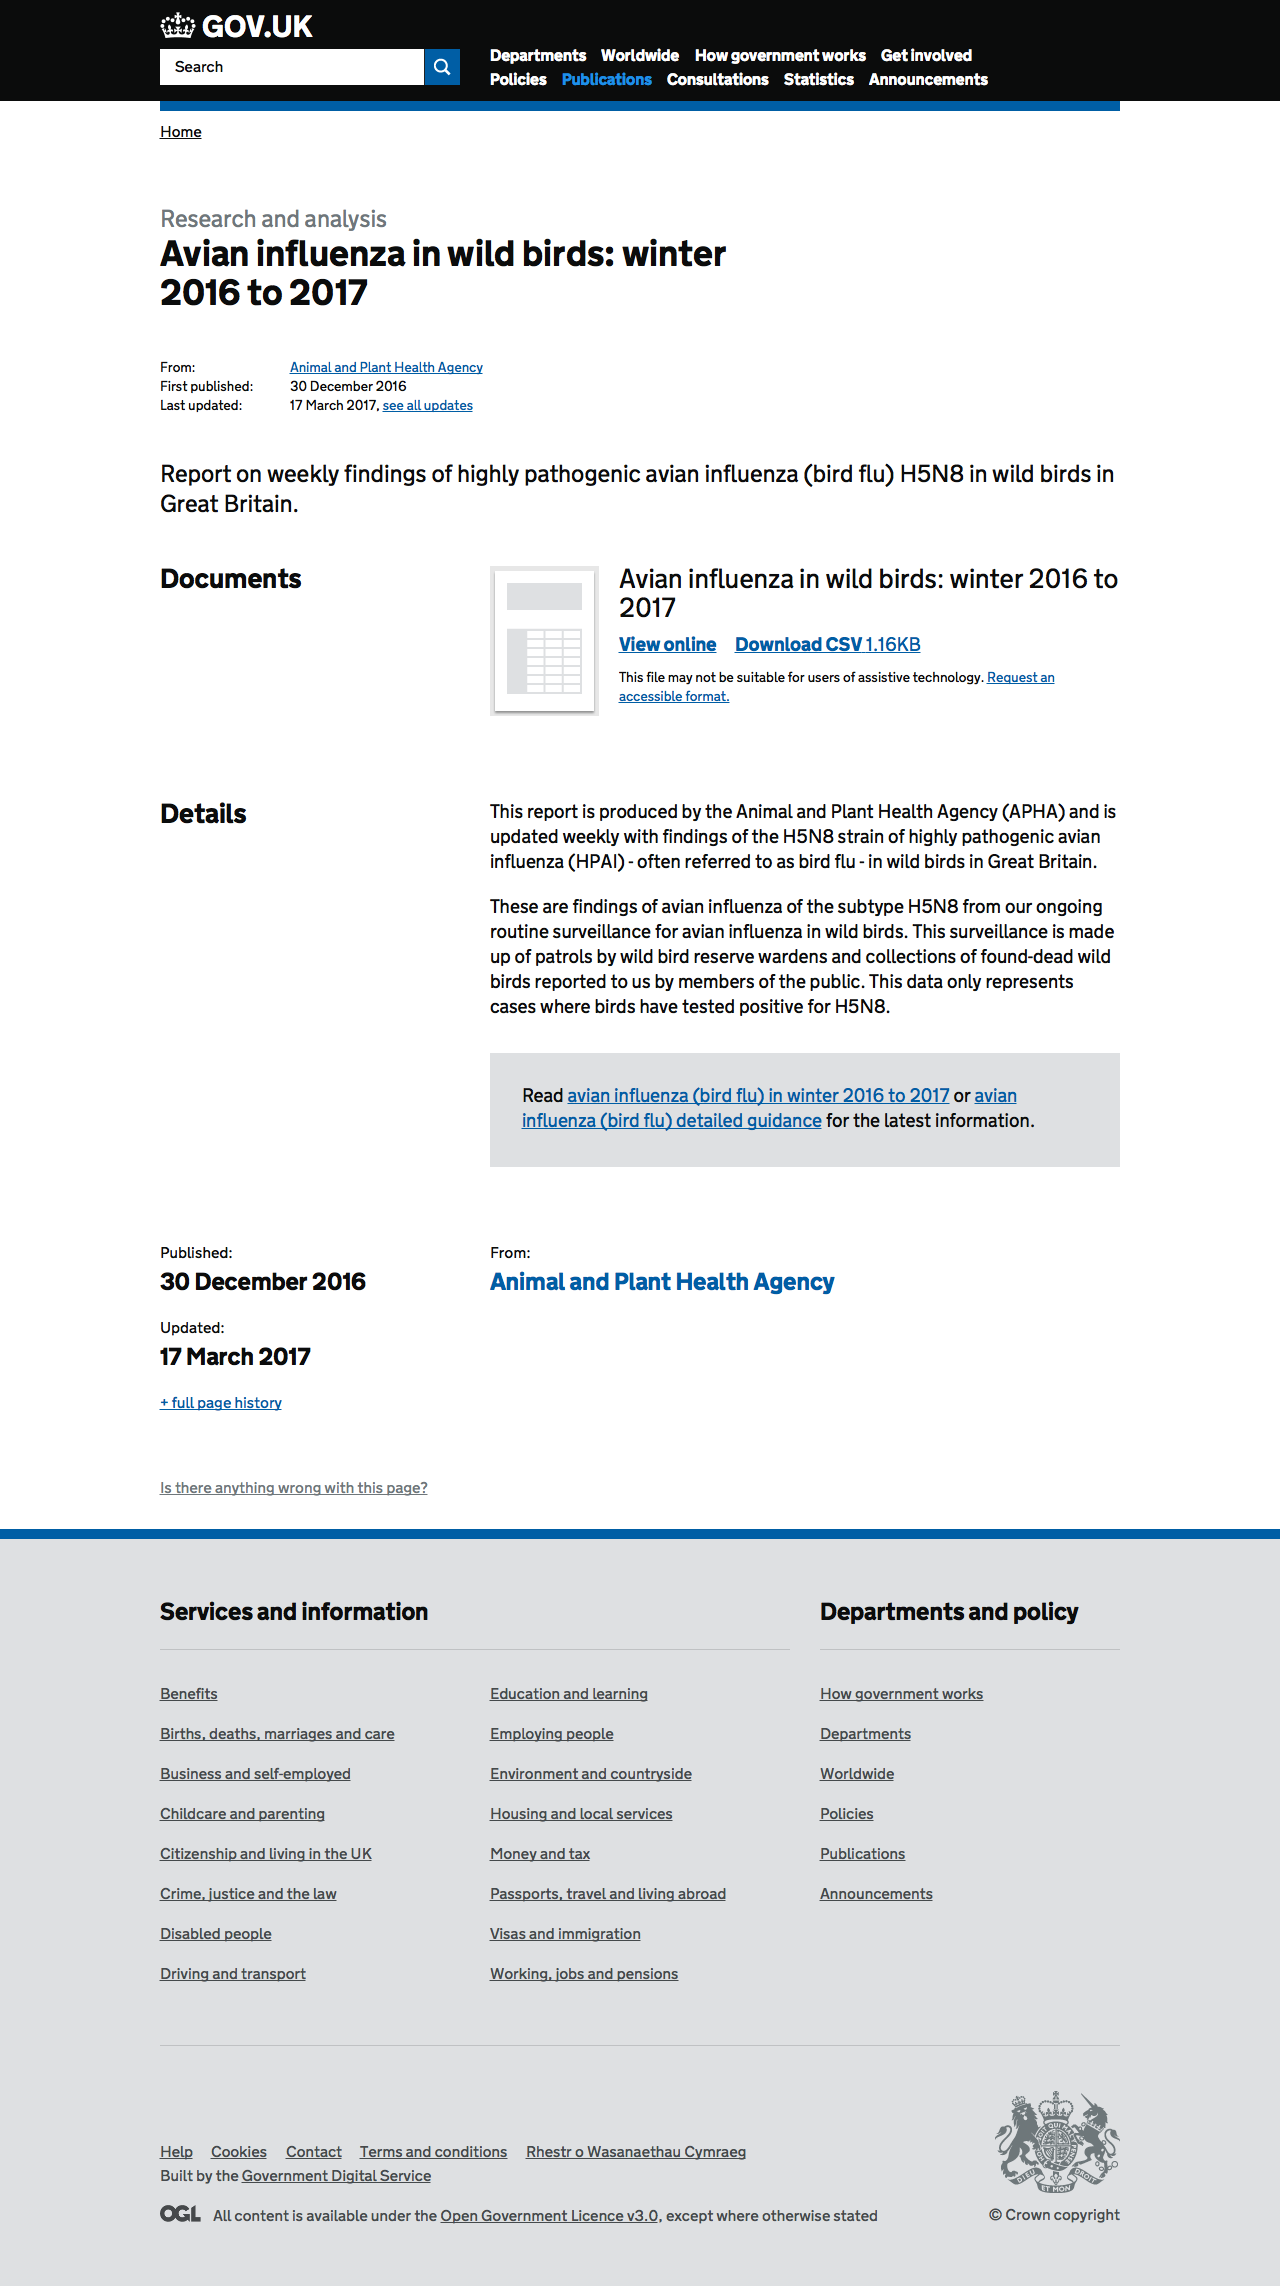 GOV.UK
Search
Departments Worldwide How government works Get involved
Policies Publications Consultations Statistics Announcements
Home
Research and analysis
Avian influenza in wild birds: winter
2016 to 2017
From: Animal and Plant Health Agency
First published: 30 December 2016
Last updated: 17 March 2017, see all updates
Report on weekly findings of highly pathogenic avian influenza (bird flu) H5N8 in wild birds in
Great Britain.
Documents
Avian influenza in wild birds: winter 2016 to
2017
View online Download CSV 1.16KB
This file may not be suitable for users of assistive technology. Request an
accessible format.
Details
This report is produced by the Animal and Plant Health Agency (APHA) and is
updated weekly with findings of the H5N8 strain of highly pathogenic avian
influenza (HPAI) - often referred to as bird flu - in wild birds in Great Britain.
These are findings of avian influenza of the subtype H5N8 from our ongoing
routine surveillance for avian influenza in wild birds. This surveillance is made
up of patrols by wild bird reserve wardens and collections of found-dead wild
birds reported to us by members of the public. This data only represents
cases where birds have tested positive for H5N8.
Read avian influenza (bird flu) in winter 2016 to 2017 or avian
influenza (bird flu) detailed guidance for the latest information.
Published:
30 December 2016
Updated:
17 March 2017
+ full page history
From:
Animal and Plant Health Agency
Is there anything wrong with this page?
Services and information
Benefits
Births, deaths, marriages and care
Business and self-employed
Childcare and parenting
Citizenship and living in the UK
Crime, justice and the law
Disabled people
Driving and transport
Education and learning
Employing people
Environment and countryside
Housing and local services
Money and tax
Passports, travel and living abroad
Visas and immigration
Working, jobs and pensions
Departments and policy
How government works
Departments
Worldwide
Policies
Publications
Announcements
Help Cookies Contact Terms and conditions Rhestr o Wasanaethau Cymraeg
Built by the Government Digital Service
OGL All content is available under the Open Government Licence v3.0, except where otherwise stated
DIEU ET MON DROIT
© Crown copyright